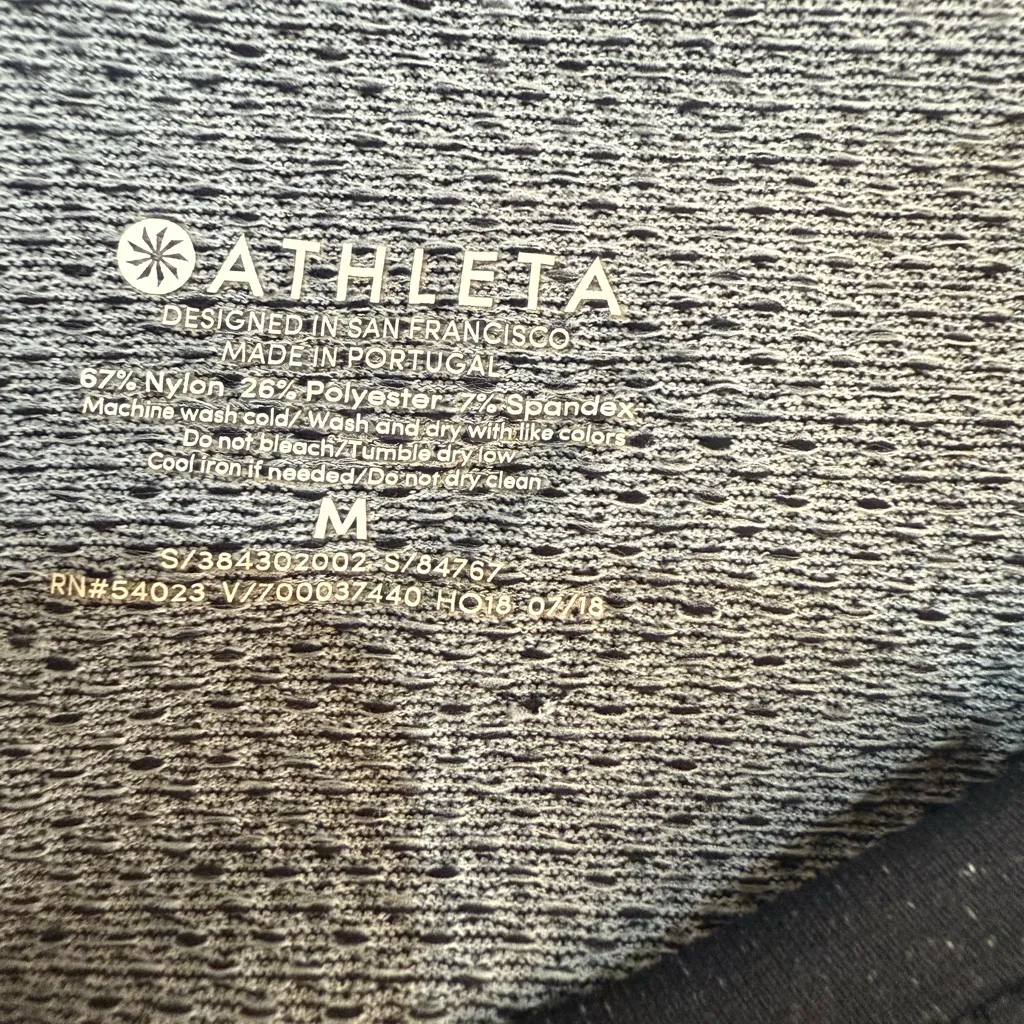 ATHLETA
DESIGNED IN SAN FRANCISCO
MADE IN PORTUGAL
67% Nylon 26% Polyester 7% Spandex
Machine wash cold/ Wash and dry with like colors
Do not bleach/Tumble dry low
Cool iron if needed/Do not dry clean
M
S/384302002 S/84767
RN#54023 V/700037440 HO18 07/18